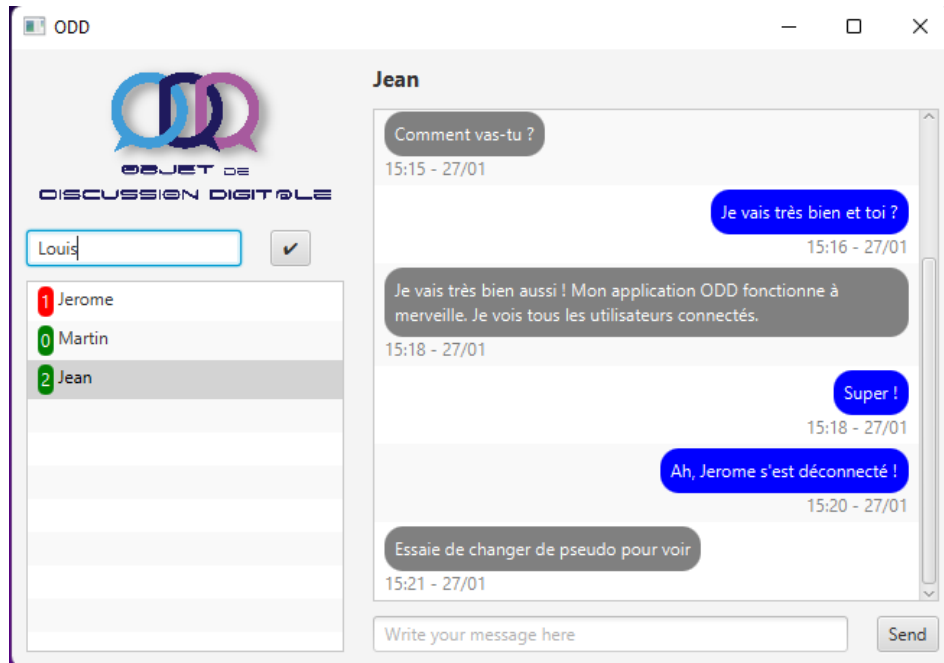 ODD
OBJET DE
DISCUSSION DIGIT@LE
Louis
✔
1 Jerome
0 Martin
2 Jean
Jean
Comment vas-tu ?
15:15 - 27/01
Je vais très bien et toi ?
15:16 - 27/01
Je vais très bien aussi ! Mon application ODD fonctionne à
merveille. Je vois tous les utilisateurs connectés.
15:18 - 27/01
Super !
15:18 - 27/01
Ah, Jerome s'est déconnecté !
15:20 - 27/01
Essaie de changer de pseudo pour voir
15:21 - 27/01
Write your message here
Send